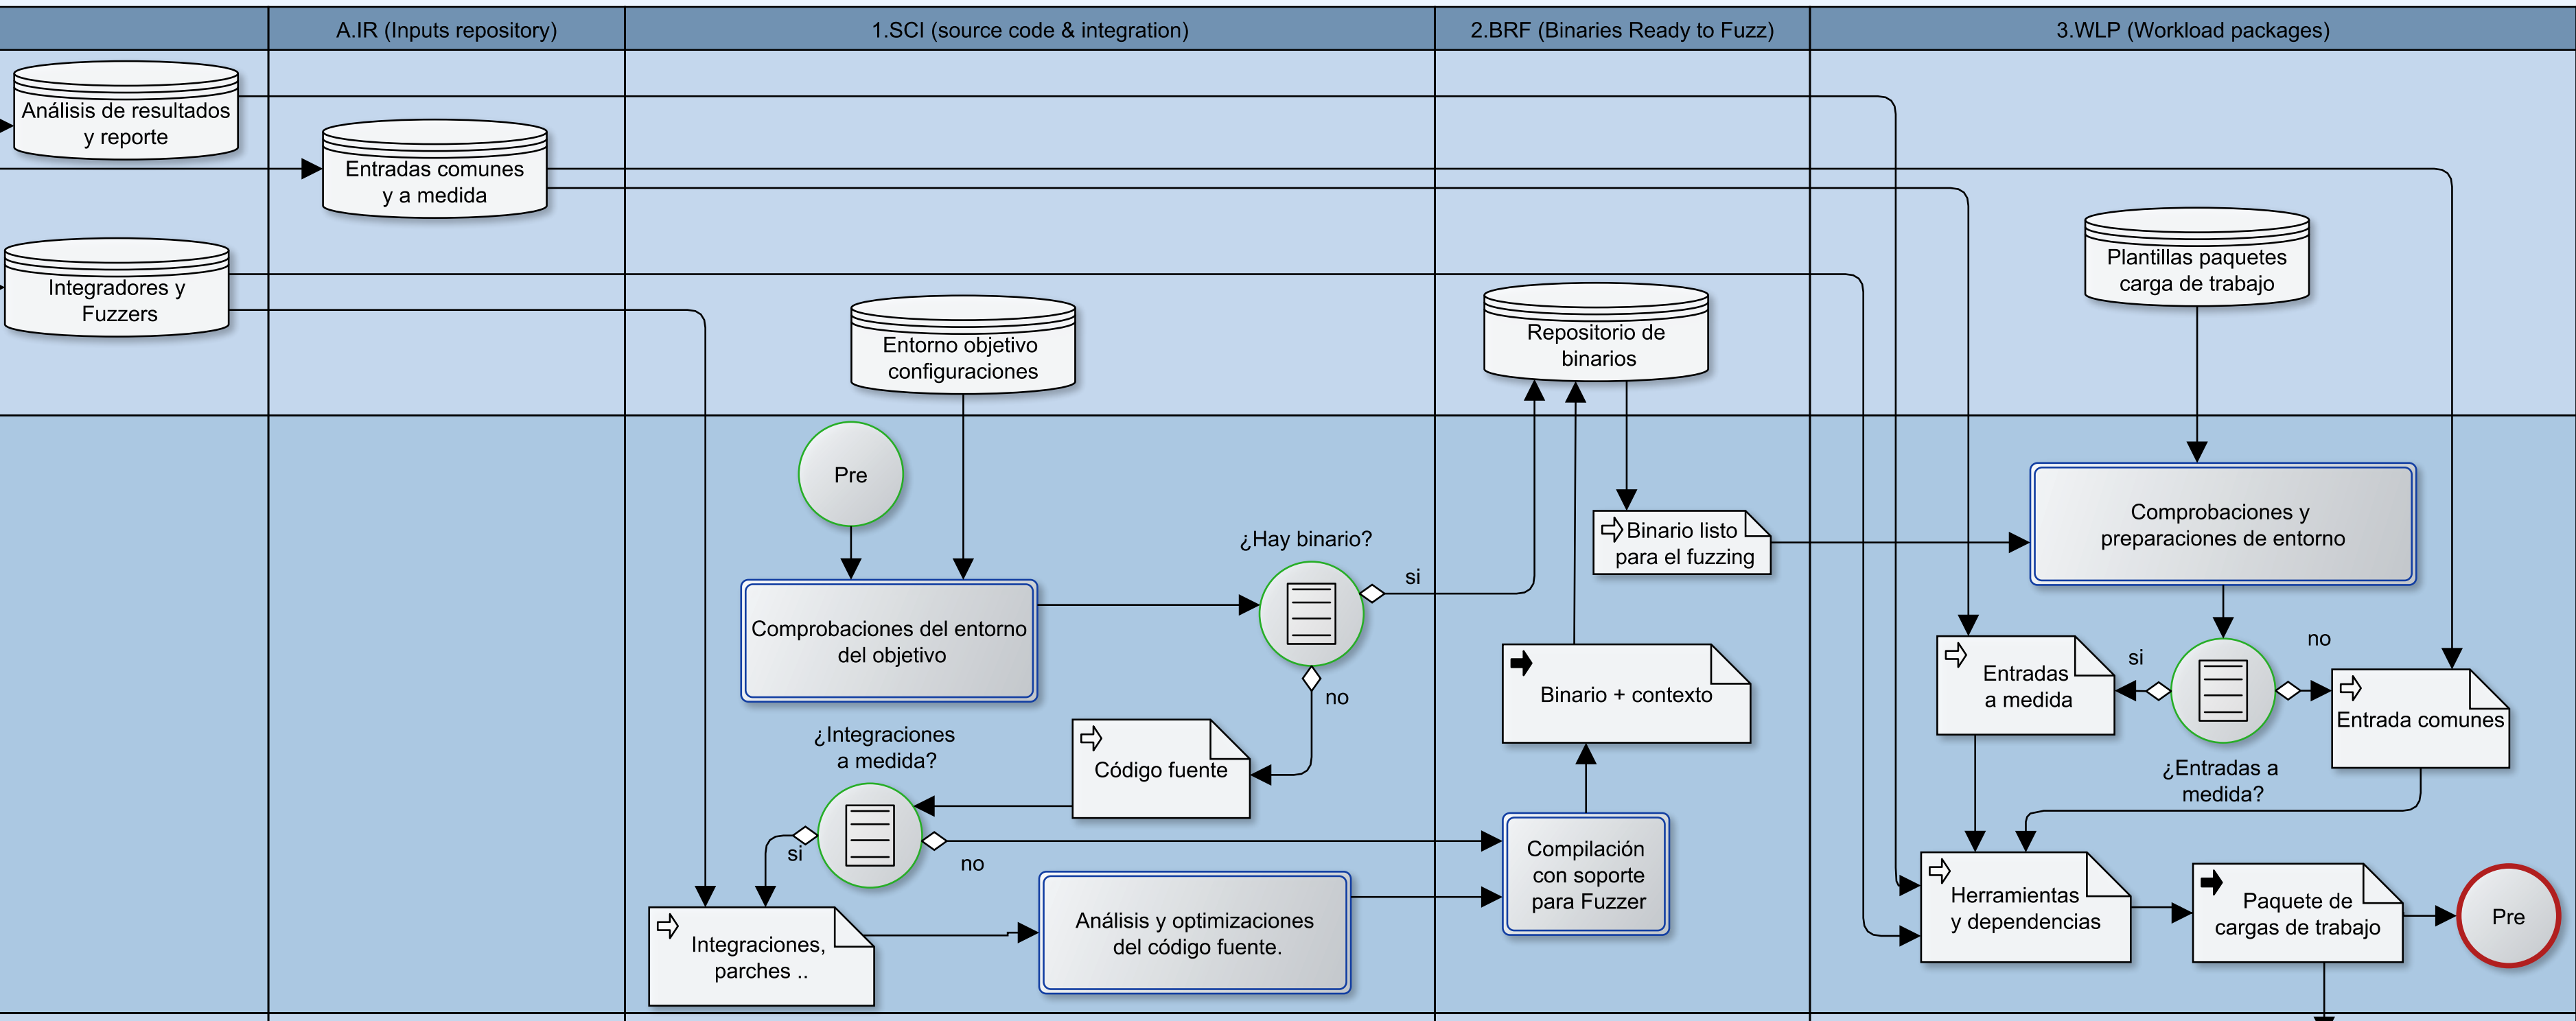 A.IR (Inputs repository)
1.SCI (source code & integration)
2.BRF (Binaries Ready to Fuzz)
3.WLP (Workload packages)
Análisis de resultados
y reporte
Entradas comunes
y a medida
Integradores y
Fuzzers
Entorno objetivo
configuraciones
Repositorio de
binarios
Plantillas paquetes
carga de trabajo
Pre
Comprobaciones del entorno
del objetivo
¿Hay binario?
si
no
Código fuente
¿Integraciones
a medida?
si
no
Integraciones,
parches ..
Análisis y optimizaciones
del código fuente.
Binario listo
para el fuzzing
Binario + contexto
Compilación
con soporte
para Fuzzer
Comprobaciones y
preparaciones de entorno
si
no
Entradas
a medida
Entrada comunes
¿Entradas a
medida?
Herramientas
y dependencias
Paquete de
cargas de trabajo
Pre